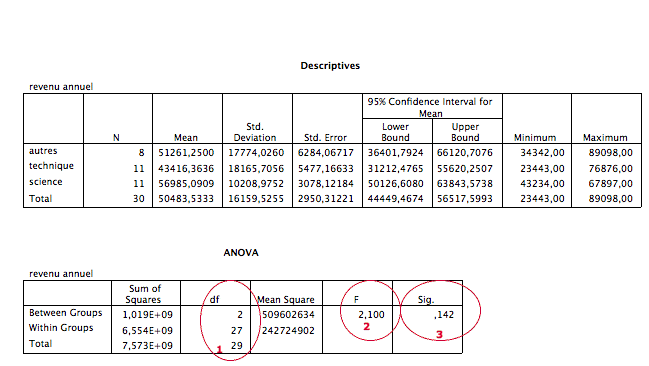 Descriptives
revenu annuel
95% Confidence Interval for Mean
N Mean Std. Deviation Std. Error Lower Bound Upper Bound Minimum Maximum
autres 8 51261,2500 17774,0260 6284,06717 36401,7924 66120,7076 34342,00 89098,00
technique 11 43416,3636 18165,7056 5477,16633 31212,4765 55620,2507 23443,00 76876,00
science 11 56985,0909 10208,9752 3078,12184 50126,6080 63843,5738 43234,00 67897,00
Total 30 50483,5333 16159,5255 2950,31221 44449,4674 56517,5993 23443,00 89098,00
ANOVA
revenu annuel
Sum of Squares df Mean Square F Sig.
Between Groups 1,019E+09 2 509602634 2,100 ,142
Within Groups 6,554E+09 27 242724902 2 3
Total 7,573E+09 1 29